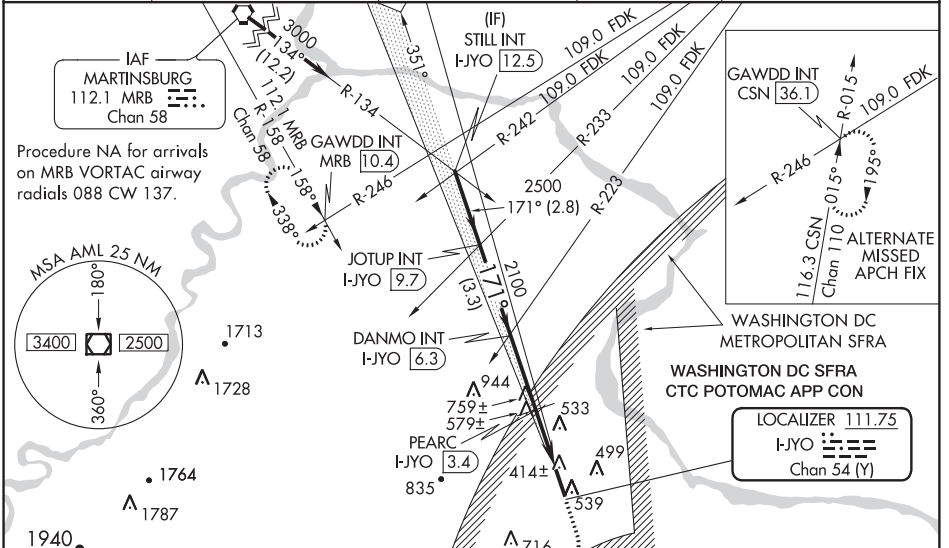 IAF
MARTINSBURG
112.1 MRB
Chan 58
Procedure NA for arrivals
on MRB VORTAC airway
radials 088 CW 137.
3000
134°
(12.2)
R-134
112.1 MRB
Chan 58
R-158
158°
338°
GAWDD INT
MRB 10.4
R-246
351°
(IF)
STILL INT
I-JYO 12.5
109.0 FDK
109.0 FDK
109.0 FDK
109.0 FDK
R-242
R-233
R-223
2500
171° (2.8)
JOTUP INT
I-JYO 9.7
171°
2100
(3.3)
DANMO INT
I-JYO 6.3
PEARC
I-JYO 3.4
MSA AML 25 NM
180°
3400
2500
360°
1713
1728
1764
1787
1940
944
759±
579±
533
414±
499
539
835
716
GAWDD INT
CSN 36.1
R-015
109.0 FDK
R-246
015°
195°
116.3 CSN
Chan 110
ALTERNATE
MISSED
APCH FIX
WASHINGTON DC
METROPOLITAN SFRA
WASHINGTON DC SFRA
CTC POTOMAC APP CON
LOCALIZER 111.75
I-JYO
Chan 54 (Y)